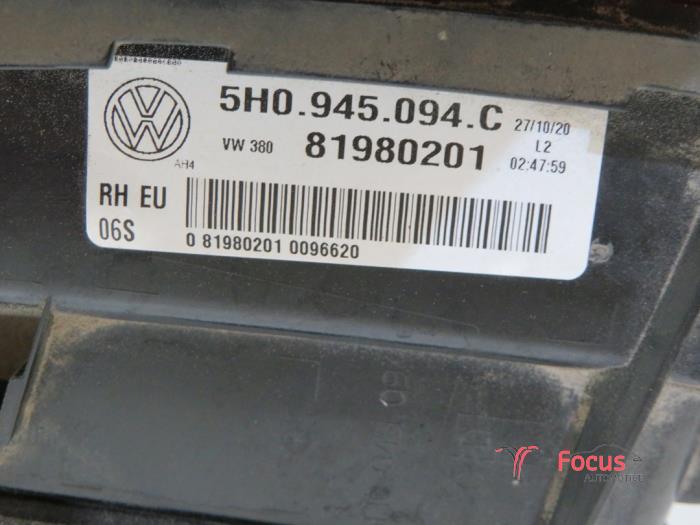 5H0.945.094.C 27/10/20
VW 380 81980201 L2
AH4 02:47:59
RH EU
06S
0 81980201 0096620
Focus
AUTOMOTIVE